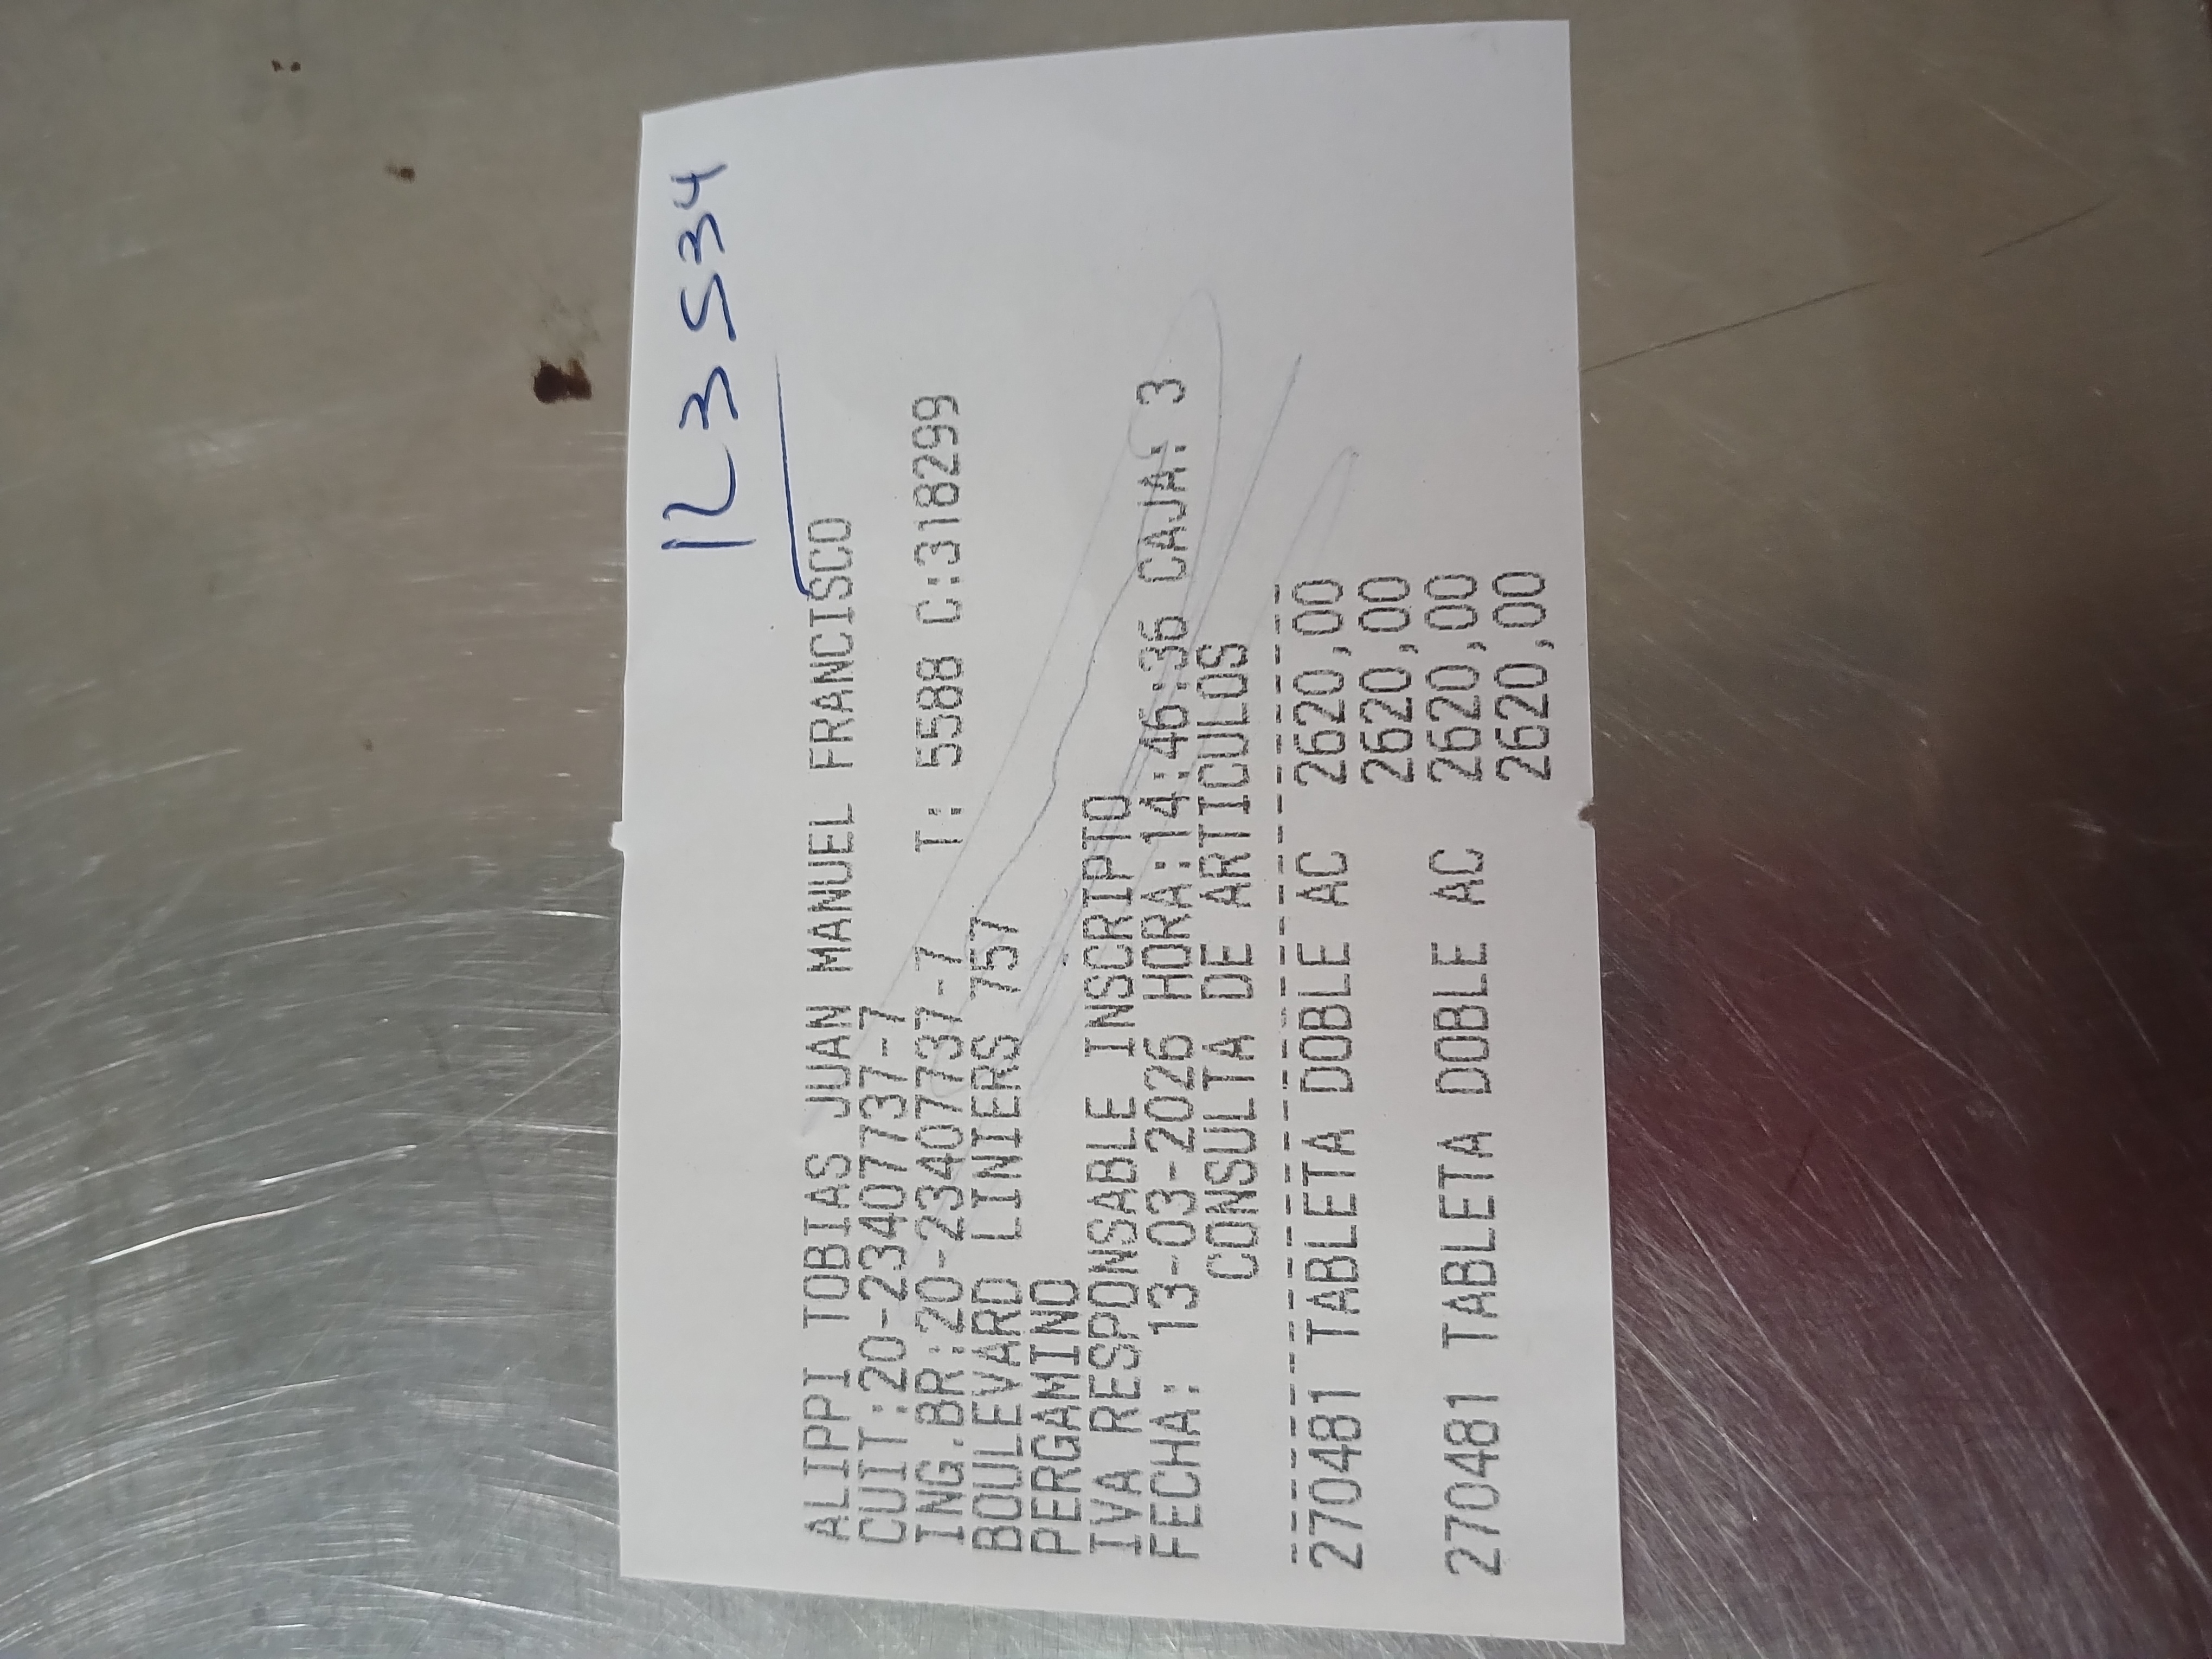 123534
ALIPPI TOBIAS JUAN MANUEL FRANCISCO
CUIT:20-23407737-7
ING.BR:20-23407737-7 T: 5588 C:318299
BOULEVARD LINIERS 757
PERGAMINO
IVA RESPONSABLE INSCRIPTO
FECHA: 13-03-2026 HORA:14:46:36 CAJA: 3
CONSULTA DE ARTICULOS
270481 TABLETA DOBLE AC 2620,00
2620,00
270481 TABLETA DOBLE AC 2620,00
2620,00